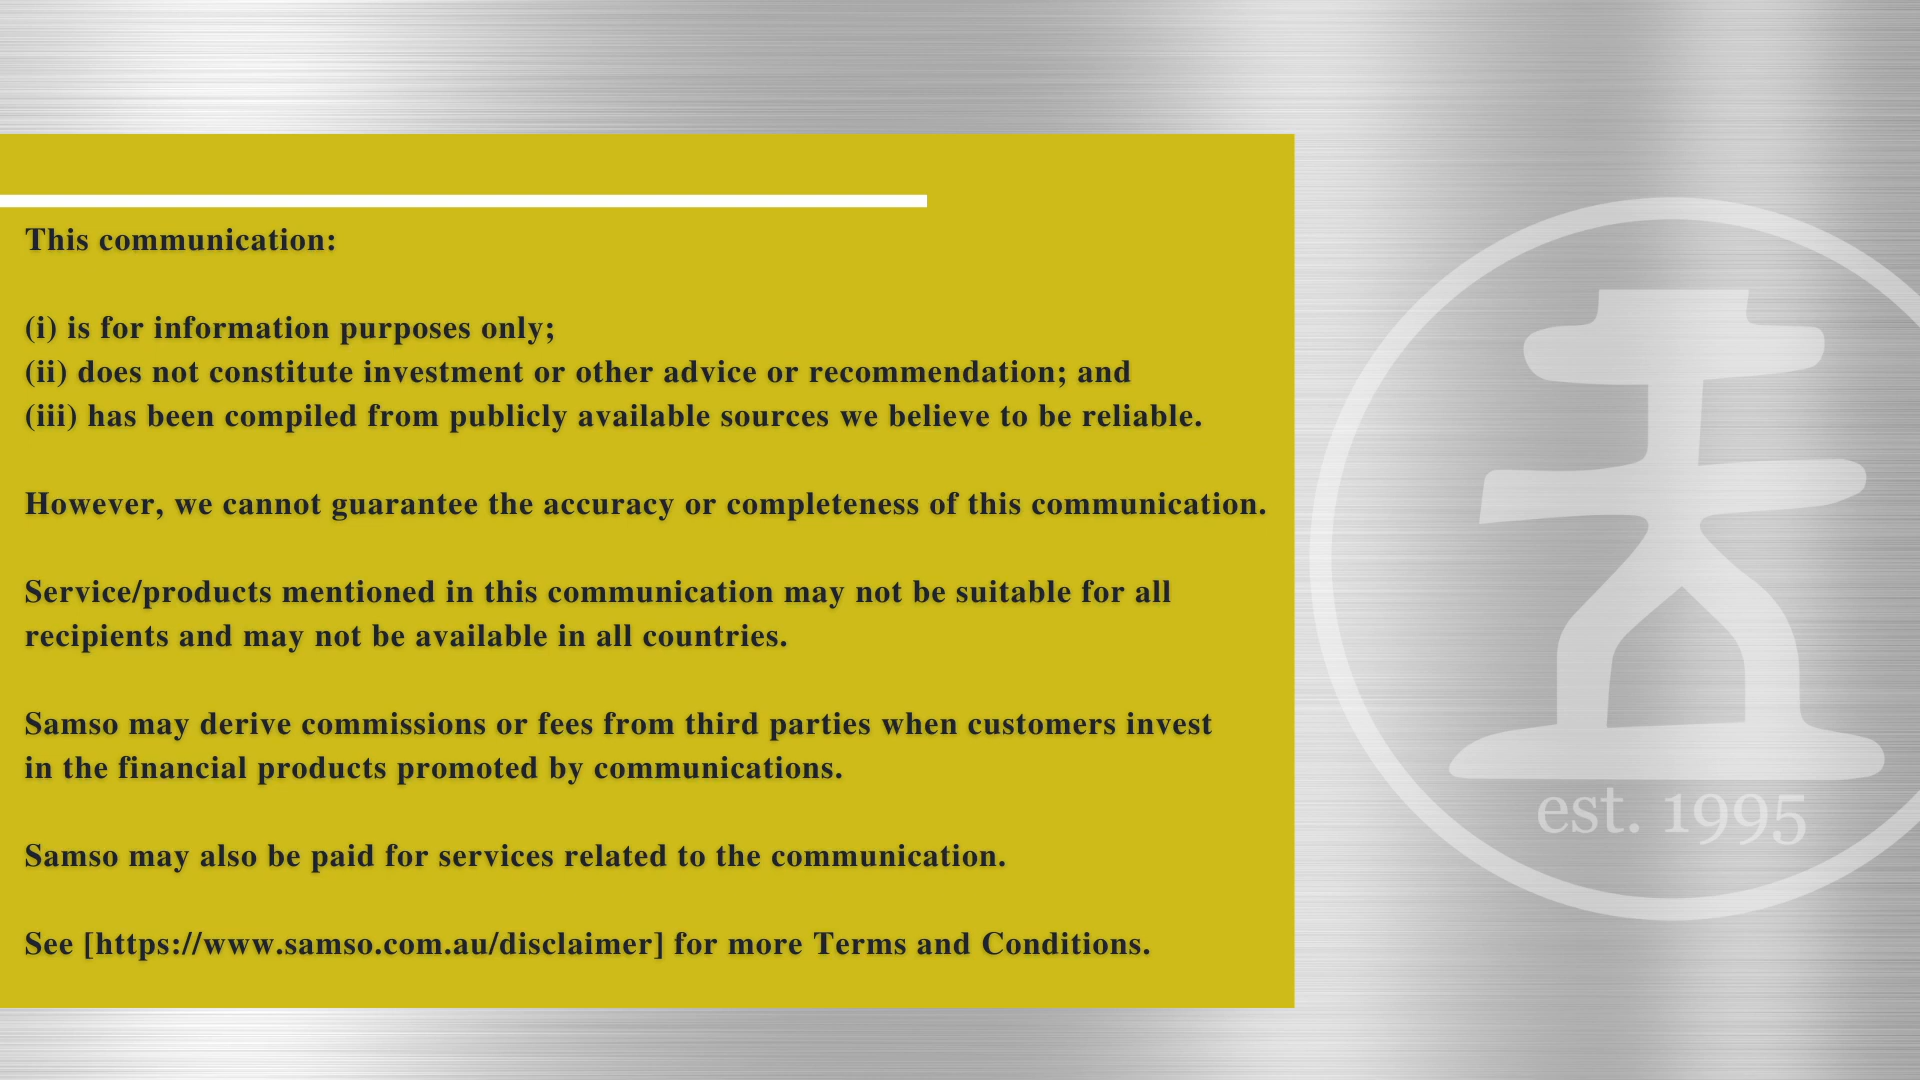 This communication:
(i) is for information purposes only;
(ii) does not constitute investment or other advice or recommendation; and
(iii) has been compiled from publicly available sources we believe to be reliable.
However, we cannot guarantee the accuracy or completeness of this communication.
Service/products mentioned in this communication may not be suitable for all
recipients and may not be available in all countries.
Samso may derive commissions or fees from third parties when customers invest
in the financial products promoted by communications.
Samso may also be paid for services related to the communication.
See [https://www.samso.com.au/disclaimer] for more Terms and Conditions.
est. 1995